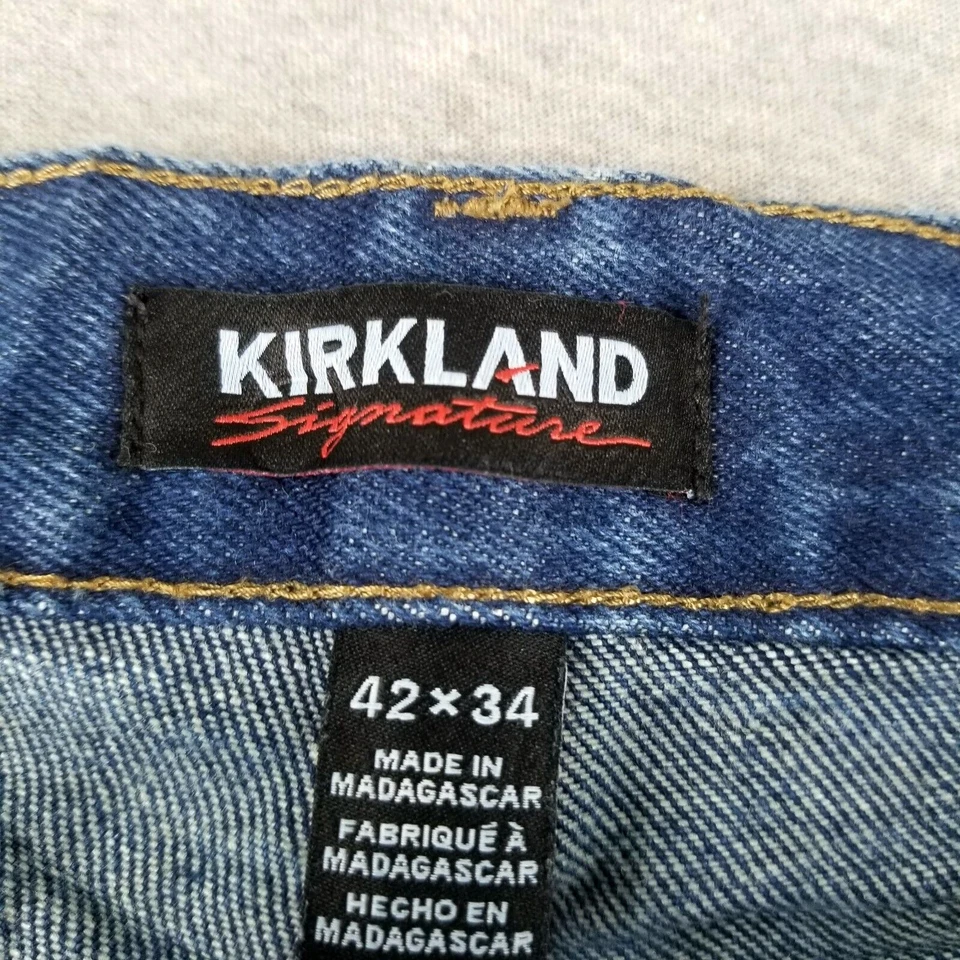 KIRKLAND
Signature
42×34
MADE IN
MADAGASCAR
FABRIQUÉ À
MADAGASCAR
HECHO EN
MADAGASCAR